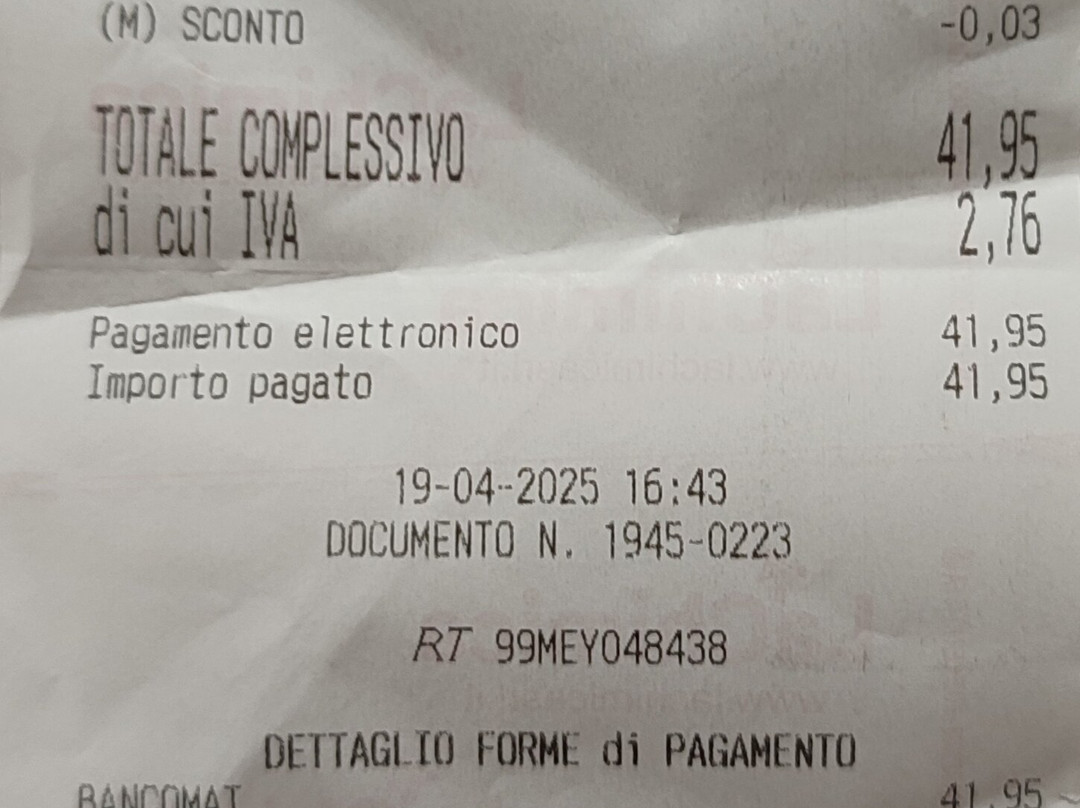 (M) SCONTO -0,03
TOTALE COMPLESSIVO 41,95
di cui IVA 2,76
Pagamento elettronico 41,95
Importo pagato 41,95
19-04-2025 16:43
DOCUMENTO N. 1945-0223
RT 99MEY048438
DETTAGLIO FORME di PAGAMENTO
BANCOMAT 41,95